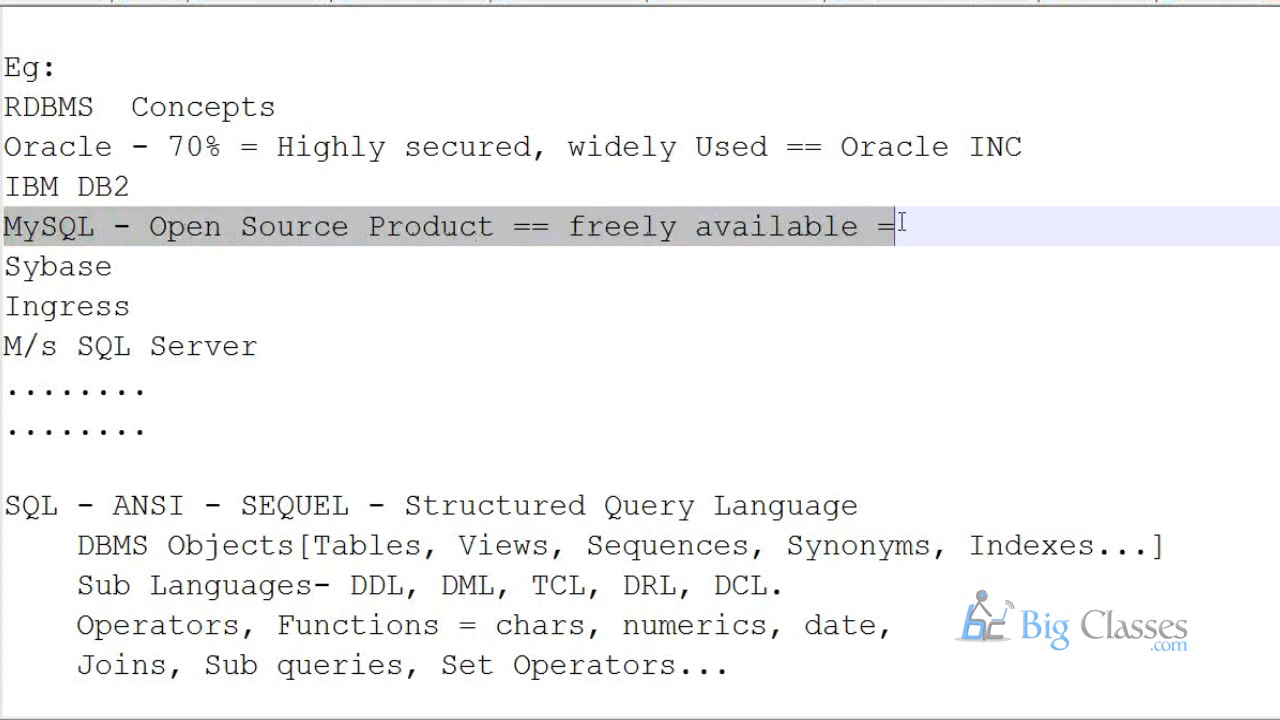 Eg:
RDBMS  Concepts
Oracle - 70% = Highly secured, widely Used == Oracle INC
IBM DB2
MySQL - Open Source Product == freely available =
Sybase
Ingress
M/s SQL Server
........
........
SQL - ANSI - SEQUEL - Structured Query Language
DBMS Objects[Tables, Views, Sequences, Synonyms, Indexes...]
Sub Languages- DDL, DML, TCL, DRL, DCL.
Operators, Functions = chars, numerics, date,
Joins, Sub queries, Set Operators...
Big Classes
.com